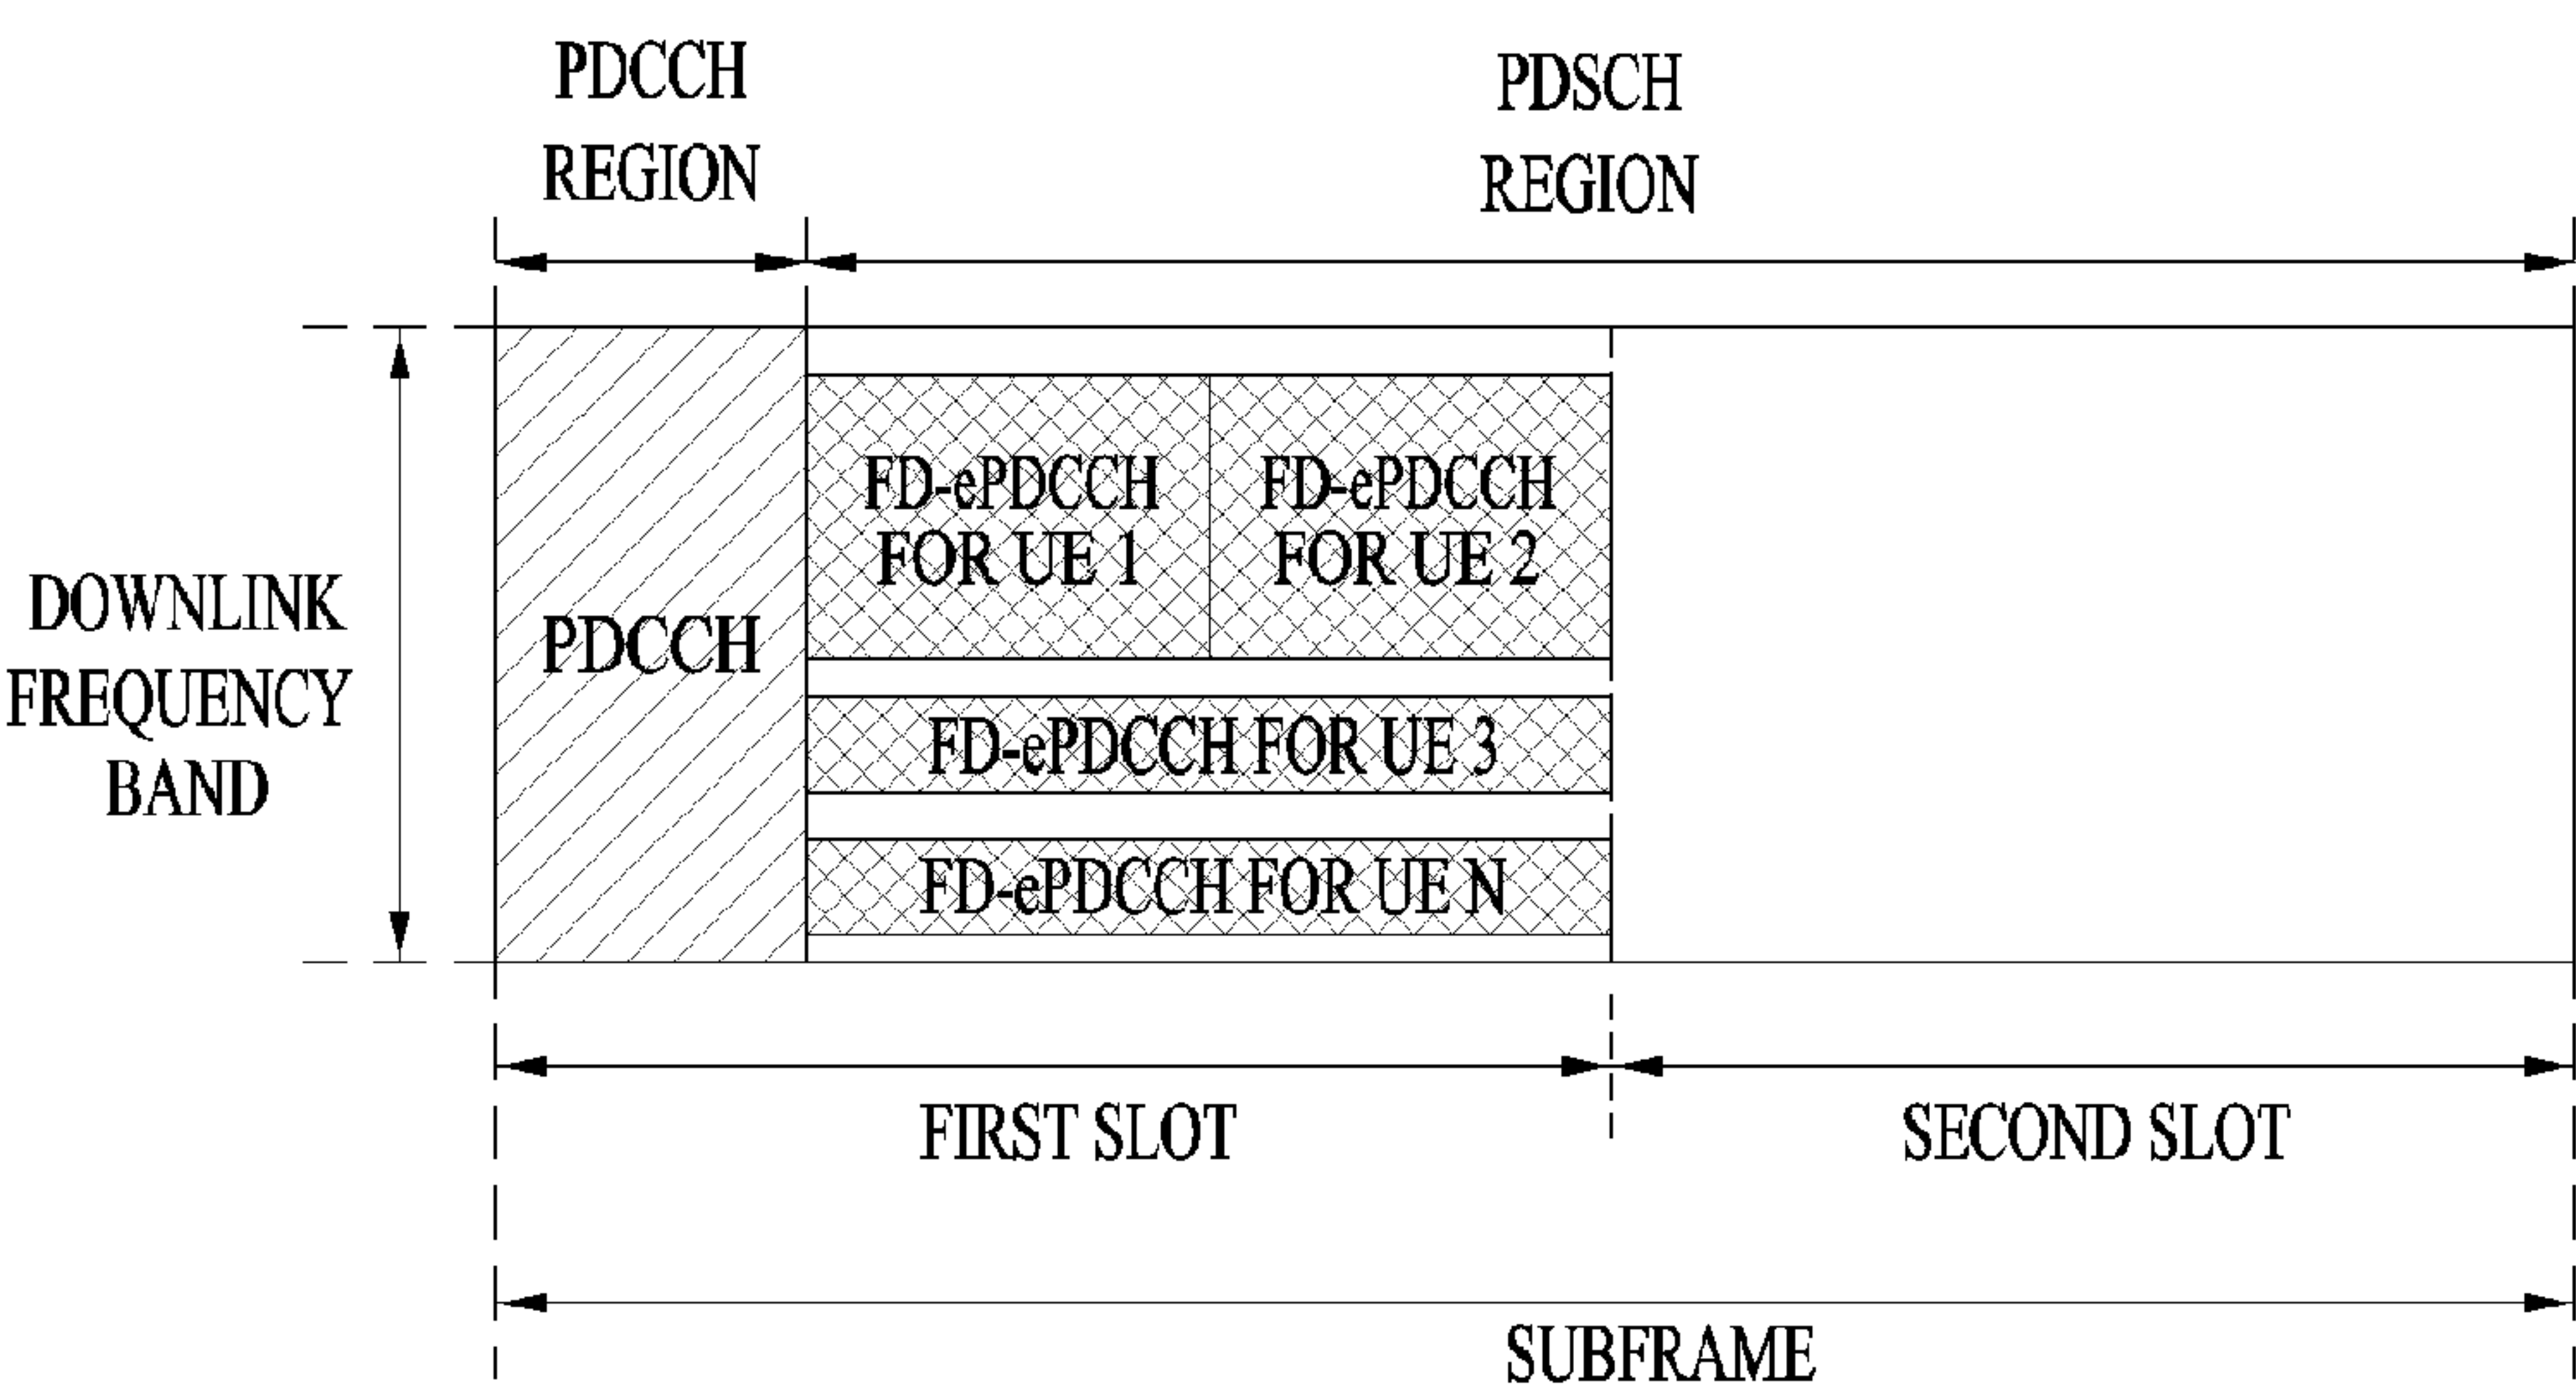 PDCCH
REGION
PDSCH
REGION
DOWNLINK
FREQUENCY
BAND
PDCCH
FD-ePDCCH
FOR UE 1
FD-ePDCCH
FOR UE 2
FD-ePDCCH FOR UE 3
FD-ePDCCH FOR UE N
FIRST SLOT
SECOND SLOT
SUBFRAME